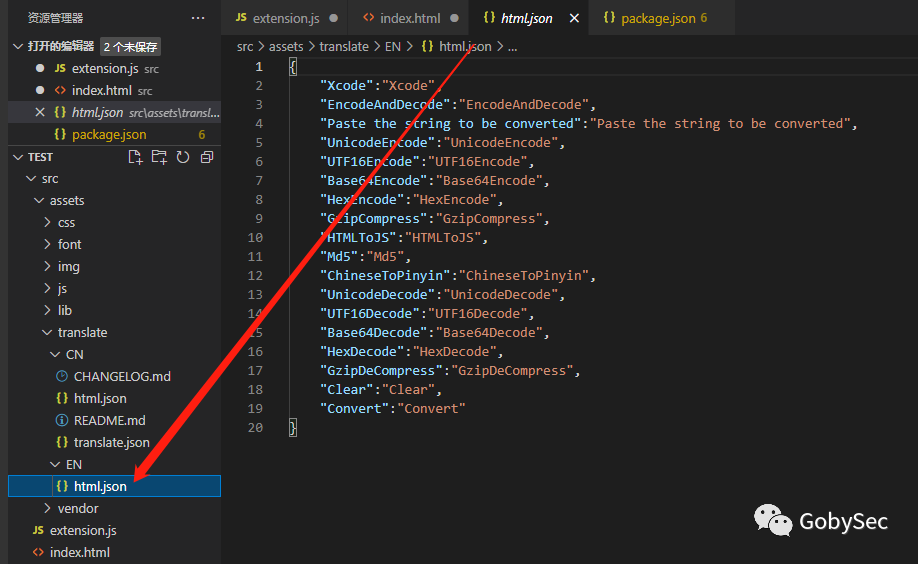 资源管理器
打开的编辑器 2 个未保存
extension.js src
index.html src
html.json src\assets\transl...
package.json 6
TEST
src
assets
css
font
img
js
lib
translate
CN
CHANGELOG.md
html.json
README.md
translate.json
EN
html.json
vendor
extension.js
index.html
extension.js index.html html.json package.json 6
src > assets > translate > EN > {} html.json > ...
1 {
2 "Xcode":"Xcode",
3 "EncodeAndDecode":"EncodeAndDecode",
4 "Paste the string to be converted":"Paste the string to be converted",
5 "UnicodeEncode":"UnicodeEncode",
6 "UTF16Encode":"UTF16Encode",
7 "Base64Encode":"Base64Encode",
8 "HexEncode":"HexEncode",
9 "GzipCompress":"GzipCompress",
10 "HTMLToJS":"HTMLToJS",
11 "Md5":"Md5",
12 "ChineseToPinyin":"ChineseToPinyin",
13 "UnicodeDecode":"UnicodeDecode",
14 "UTF16Decode":"UTF16Decode",
15 "Base64Decode":"Base64Decode",
16 "HexDecode":"HexDecode",
17 "GzipDeCompress":"GzipDeCompress",
18 "Clear":"Clear",
19 "Convert":"Convert"
20 }
GobySec